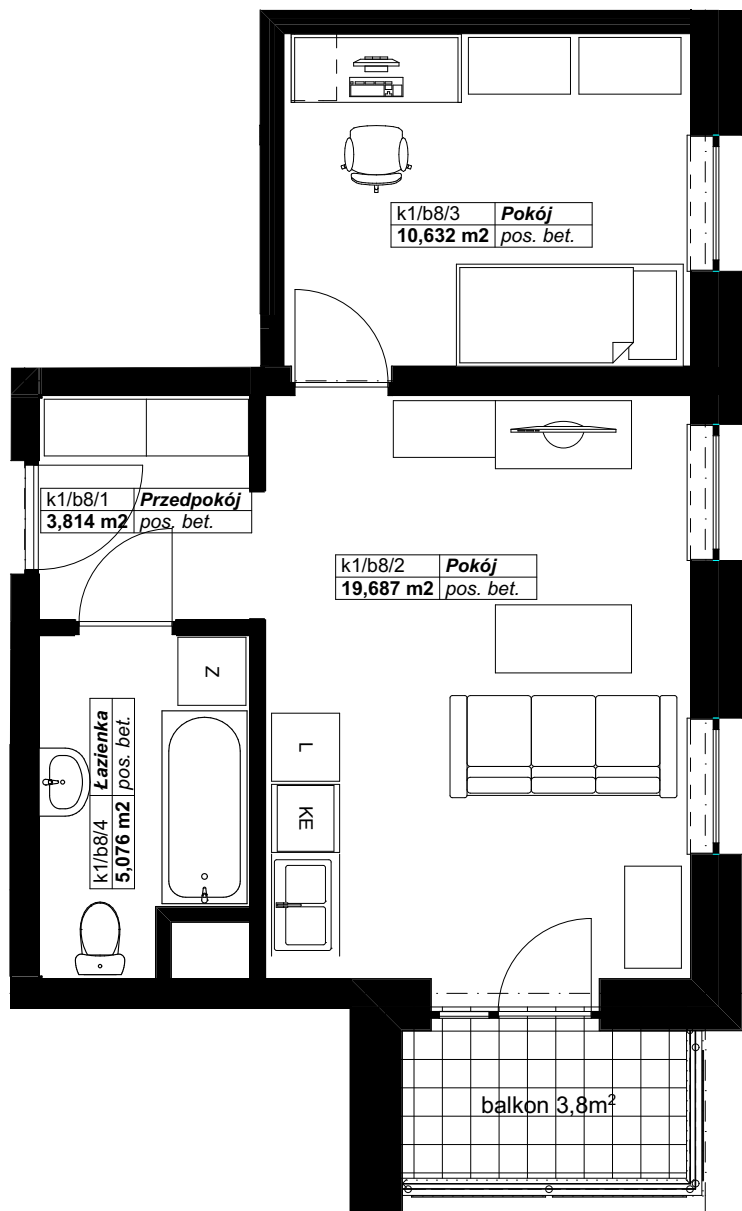 k1/b8/3 Pokój
10,632 m2 pos. bet.
k1/b8/1 Przedpokój
3,814 m2 pos. bet.
k1/b8/2 Pokój
19,687 m2 pos. bet.
Z
k1/b8/4 Łazienka
5,076 m2 pos. bet.
L
KE
balkon 3,8m²